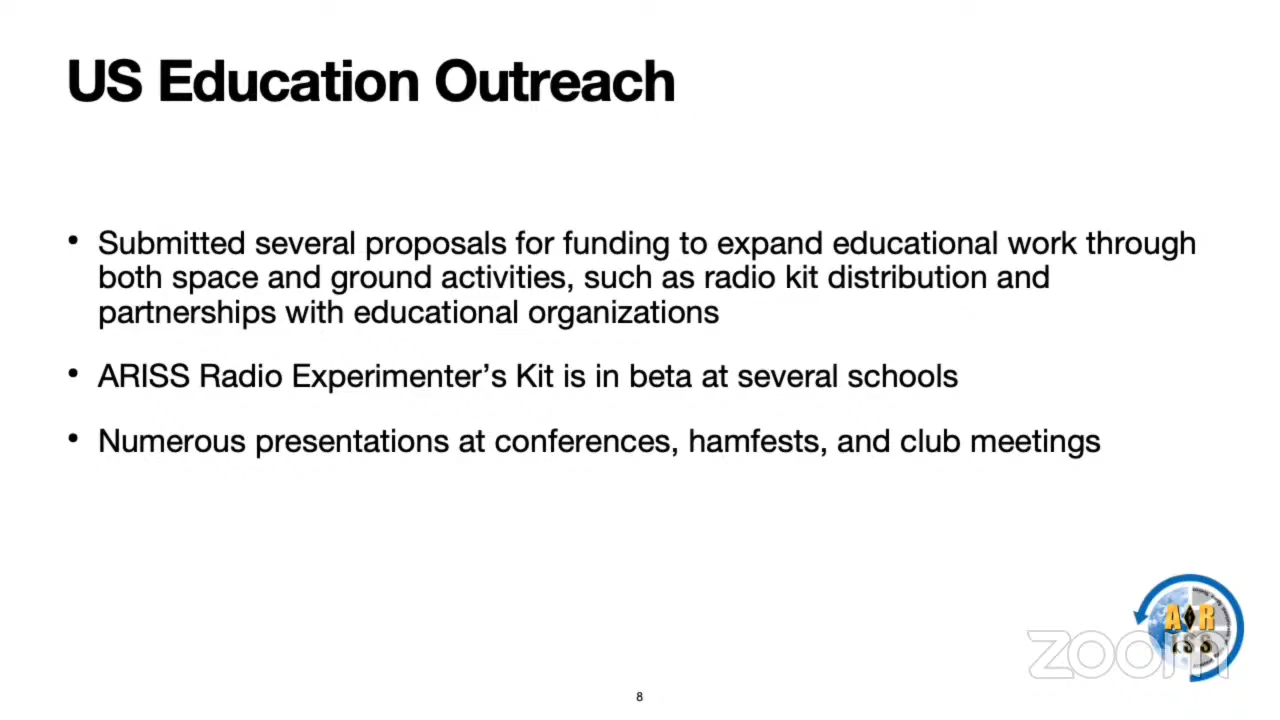 US Education Outreach
• Submitted several proposals for funding to expand educational work through
both space and ground activities, such as radio kit distribution and
partnerships with educational organizations
• ARISS Radio Experimenter’s Kit is in beta at several schools
• Numerous presentations at conferences, hamfests, and club meetings
A R
ISS
zoom
8